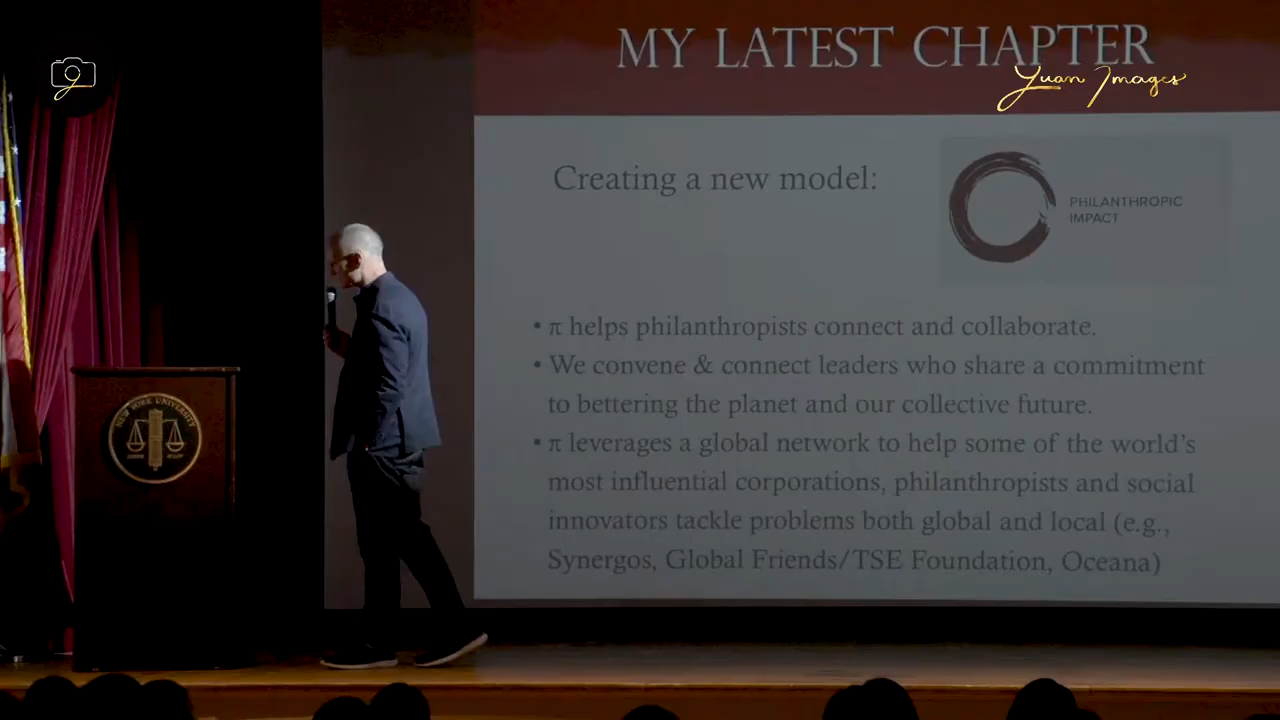 MY LATEST CHAPTER
Yuan Images
Creating a new model:
PHILANTHROPIC
IMPACT
• π helps philanthropists connect and collaborate.
• We convene & connect leaders who share a commitment
to bettering the planet and our collective future.
• π leverages a global network to help some of the world's
most influential corporations, philanthropists and social
innovators tackle problems both global and local (e.g.,
Synergos, Global Friends/TSE Foundation, Oceana)
NEW YORK UNIVERSITY